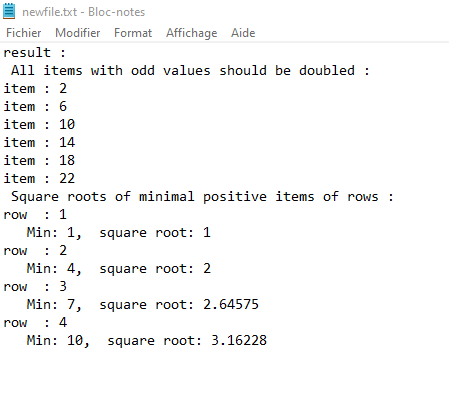 newfile.txt - Bloc-notes
Fichier Modifier Format Affichage Aide
result :
 All items with odd values should be doubled :
item : 2
item : 6
item : 10
item : 14
item : 18
item : 22
 Square roots of minimal positive items of rows :
row  : 1
   Min: 1,  square root: 1
row  : 2
   Min: 4,  square root: 2
row  : 3
   Min: 7,  square root: 2.64575
row  : 4
   Min: 10,  square root: 3.16228